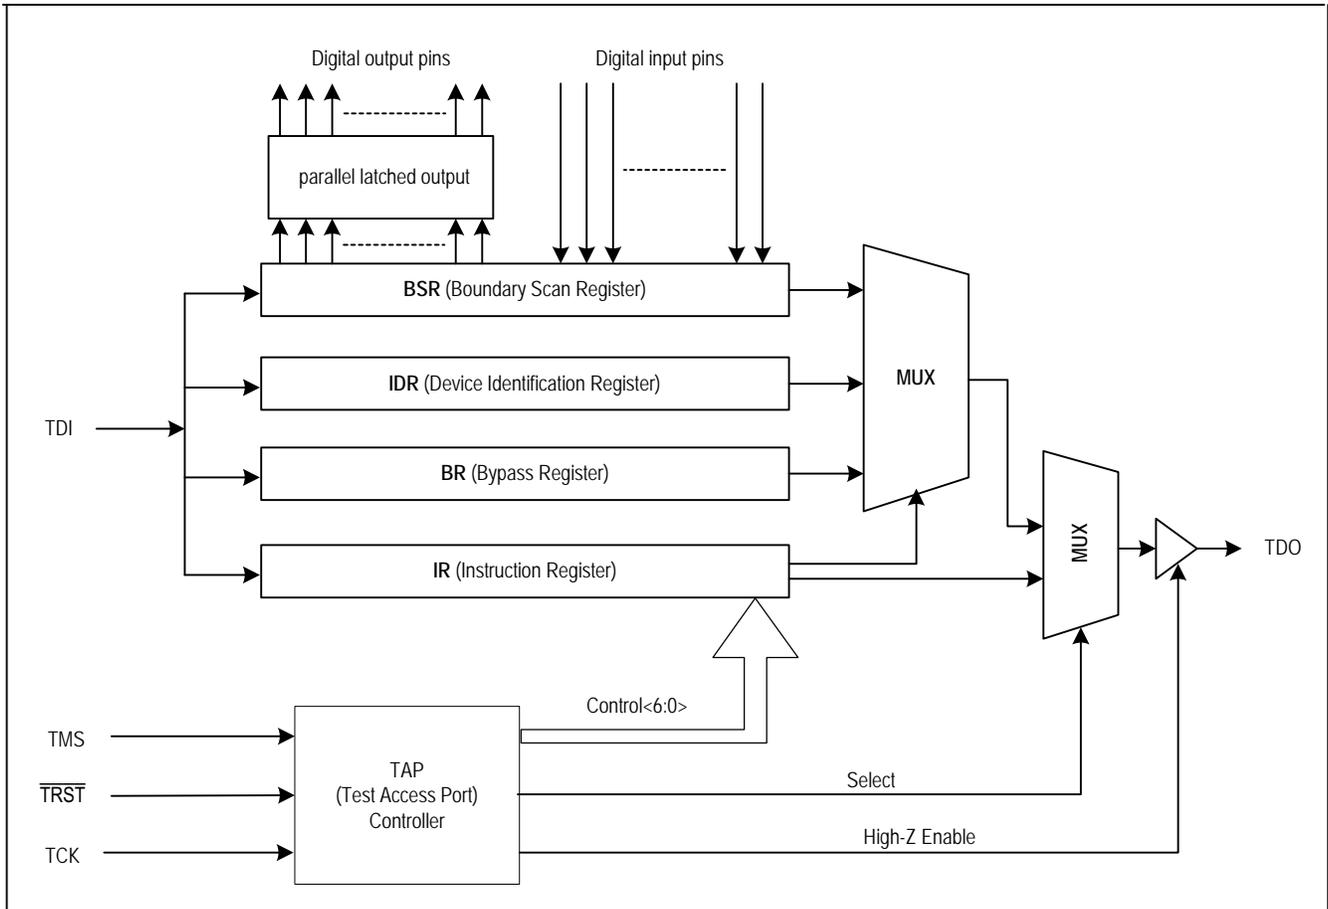 Digital output pins
Digital input pins
parallel latched output
BSR (Boundary Scan Register)
IDR (Device Identification Register)
MUX
TDI
BR (Bypass Register)
MUX
TDO
IR (Instruction Register)
Control<6:0>
TMS
TAP
(Test Access Port)
Controller
TRST
Select
High-Z Enable
TCK